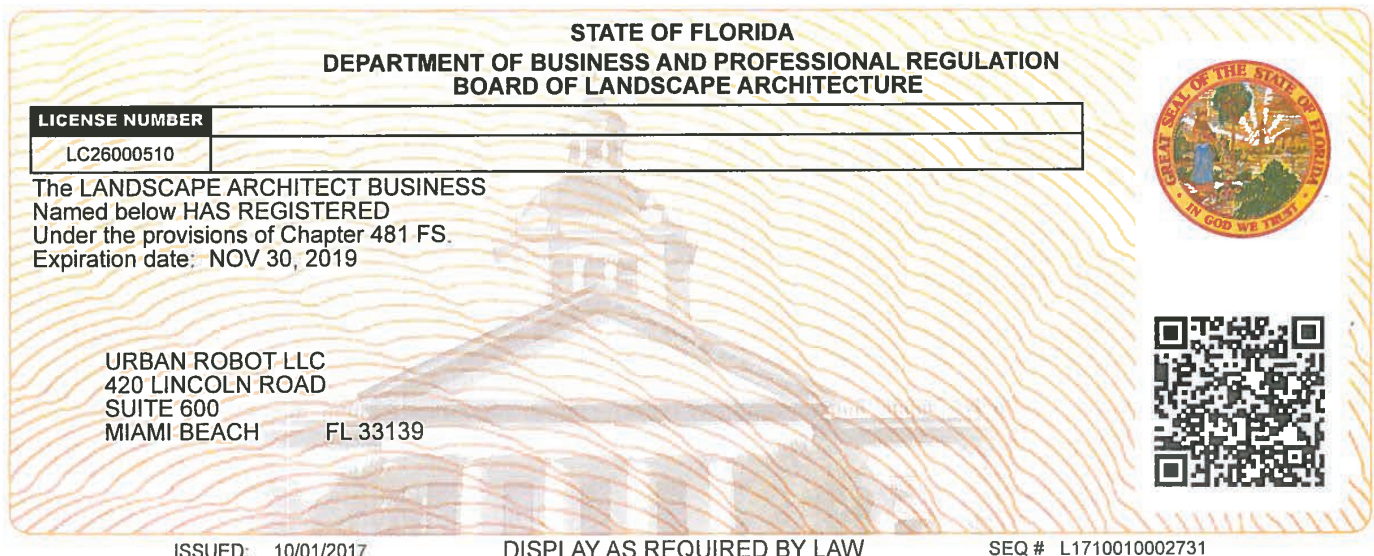 STATE OF FLORIDA
DEPARTMENT OF BUSINESS AND PROFESSIONAL REGULATION
BOARD OF LANDSCAPE ARCHITECTURE
LICENSE NUMBER
LC26000510
The LANDSCAPE ARCHITECT BUSINESS
Named below HAS REGISTERED
Under the provisions of Chapter 481 FS.
Expiration date: NOV 30, 2019
GREAT SEAL OF THE STATE OF FLORIDA
IN GOD WE TRUST
URBAN ROBOT LLC
420 LINCOLN ROAD
SUITE 600
MIAMI BEACH FL 33139
ISSUED: 10/01/2017 DISPLAY AS REQUIRED BY LAW SEQ # L1710010002731